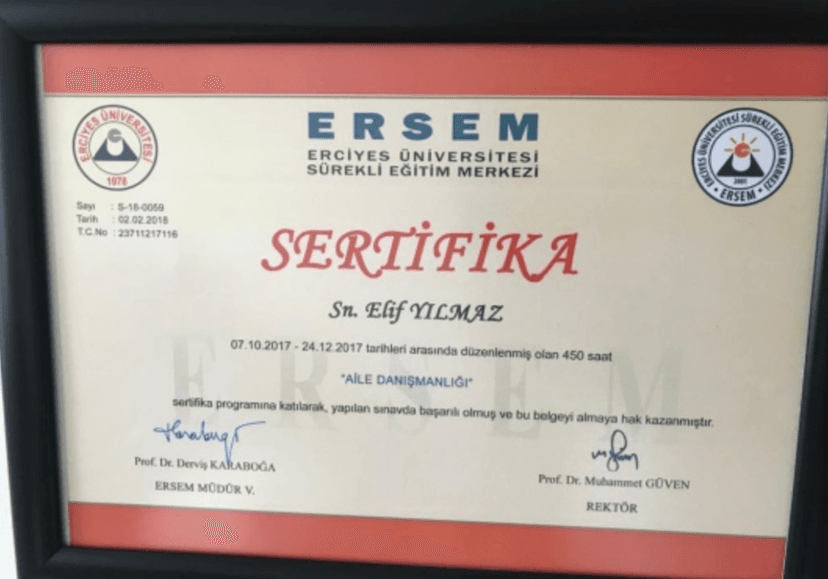 ERCİYES ÜNİVERSİTESİ
1978
ERSEM
ERCİYES ÜNİVERSİTESİ
SÜREKLİ EĞİTİM MERKEZİ
ERCİYES ÜNİVERSİTESİ SÜREKLİ EĞİTİM MERKEZİ
ERSEM
Sayı : S-18-0059
Tarih : 02.02.2018
T.C.No : 23711217116
SERTİFİKA
Sn. Elif YILMAZ
07.10.2017 - 24.12.2017 tarihleri arasında düzenlenmiş olan 450 saat
"AİLE DANIŞMANLIĞI"
sertifika programına katılarak, yapılan sınavda başarılı olmuş ve bu belgeyi almaya hak kazanmıştır.
ERSEM
Prof. Dr. Derviş KARABOĞA
ERSEM MÜDÜR V.
Prof. Dr. Muhammet GÜVEN
REKTÖR